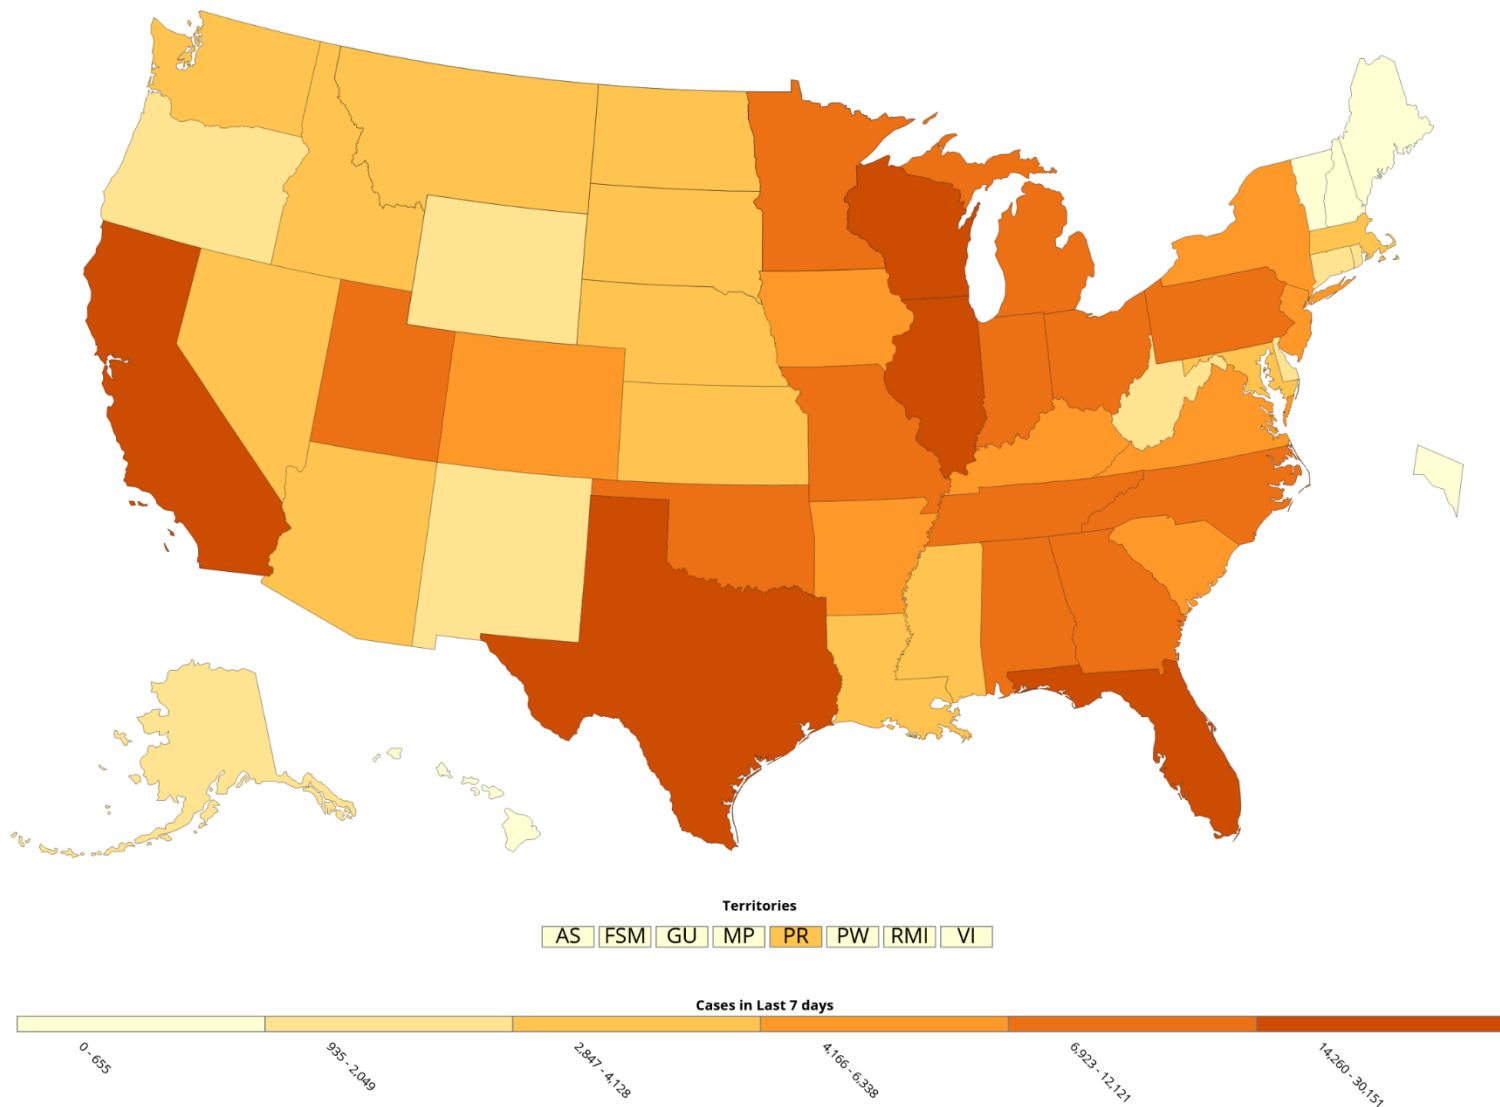 Territories
AS FSM GU MP PR PW RMI VI
Cases in Last 7 days
0 - 655
935 - 2,049
2,847 - 4,128
4,166 - 6,338
6,923 - 12,121
14,260 - 30,151